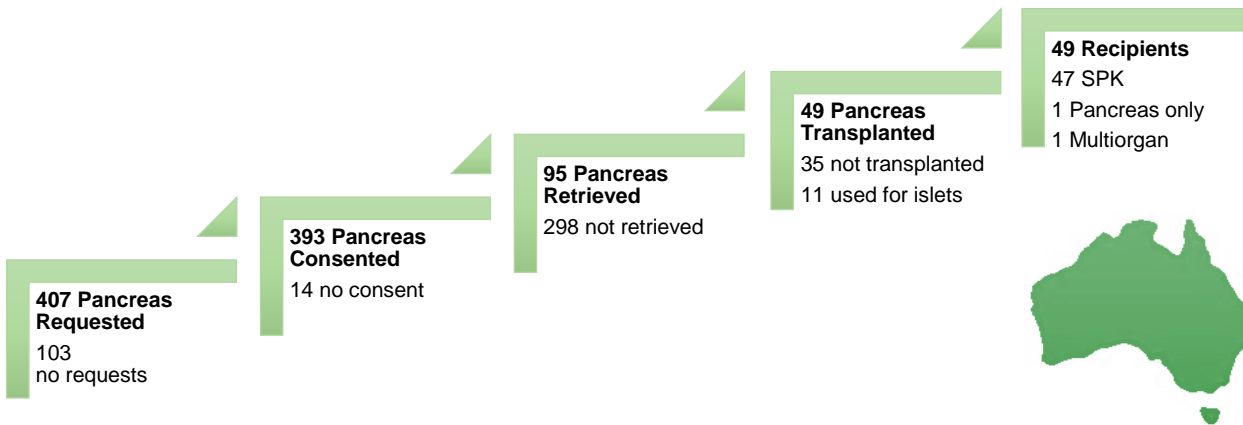 407 Pancreas
Requested
103
no requests
393 Pancreas
Consented
14 no consent
95 Pancreas
Retrieved
298 not retrieved
49 Pancreas
Transplanted
35 not transplanted
11 used for islets
49 Recipients
47 SPK
1 Pancreas only
1 Multiorgan